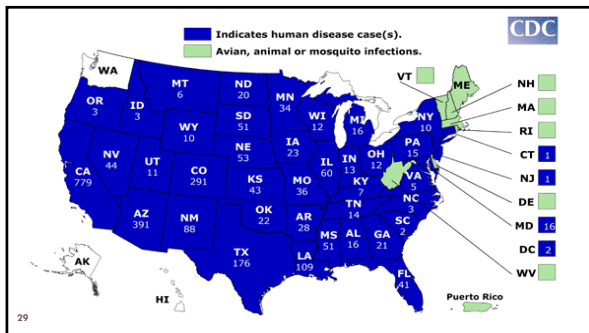 Indicates human disease case(s).
Avian, animal or mosquito infections.
CDC
WA
MT
6
ND
20
MN
34
VT
ME
NH
MA
RI
CT 1
NJ 1
DE
MD 16
DC 2
WV
OR
3
ID
3
WY
10
SD
51
WI
12
MI
16
NY
10
PA
15
NV
44
UT
11
CO
291
NE
53
IA
23
IL
60
IN
13
OH
12
VA
5
CA
779
KS
43
MO
36
KY
7
NC
3
AZ
391
NM
88
OK
22
AR
28
TN
14
SC
2
TX
176
LA
109
MS
51
AL
16
GA
21
FL
41
AK
HI
Puerto Rico
29